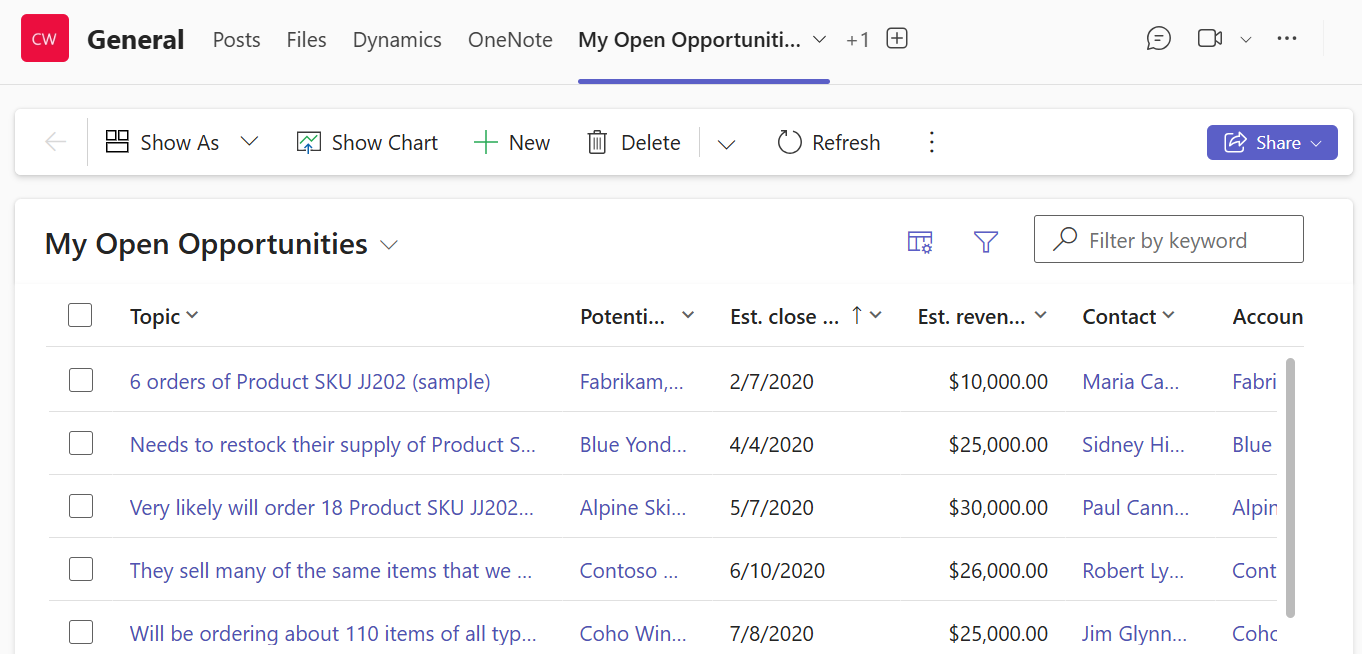 CW General Posts Files Dynamics OneNote My Open Opportuniti... +1
Show As Show Chart New Delete Refresh Share
My Open Opportunities Filter by keyword
Topic Potenti... Est. close ... Est. reven... Contact Accoun
6 orders of Product SKU JJ202 (sample) Fabrikam,... 2/7/2020 $10,000.00 Maria Ca... Fabri
Needs to restock their supply of Product S... Blue Yond... 4/4/2020 $25,000.00 Sidney Hi... Blue
Very likely will order 18 Product SKU JJ202... Alpine Ski... 5/7/2020 $30,000.00 Paul Cann... Alpin
They sell many of the same items that we ... Contoso ... 6/10/2020 $26,000.00 Robert Ly... Cont
Will be ordering about 110 items of all typ... Coho Win... 7/8/2020 $25,000.00 Jim Glynn... Coho